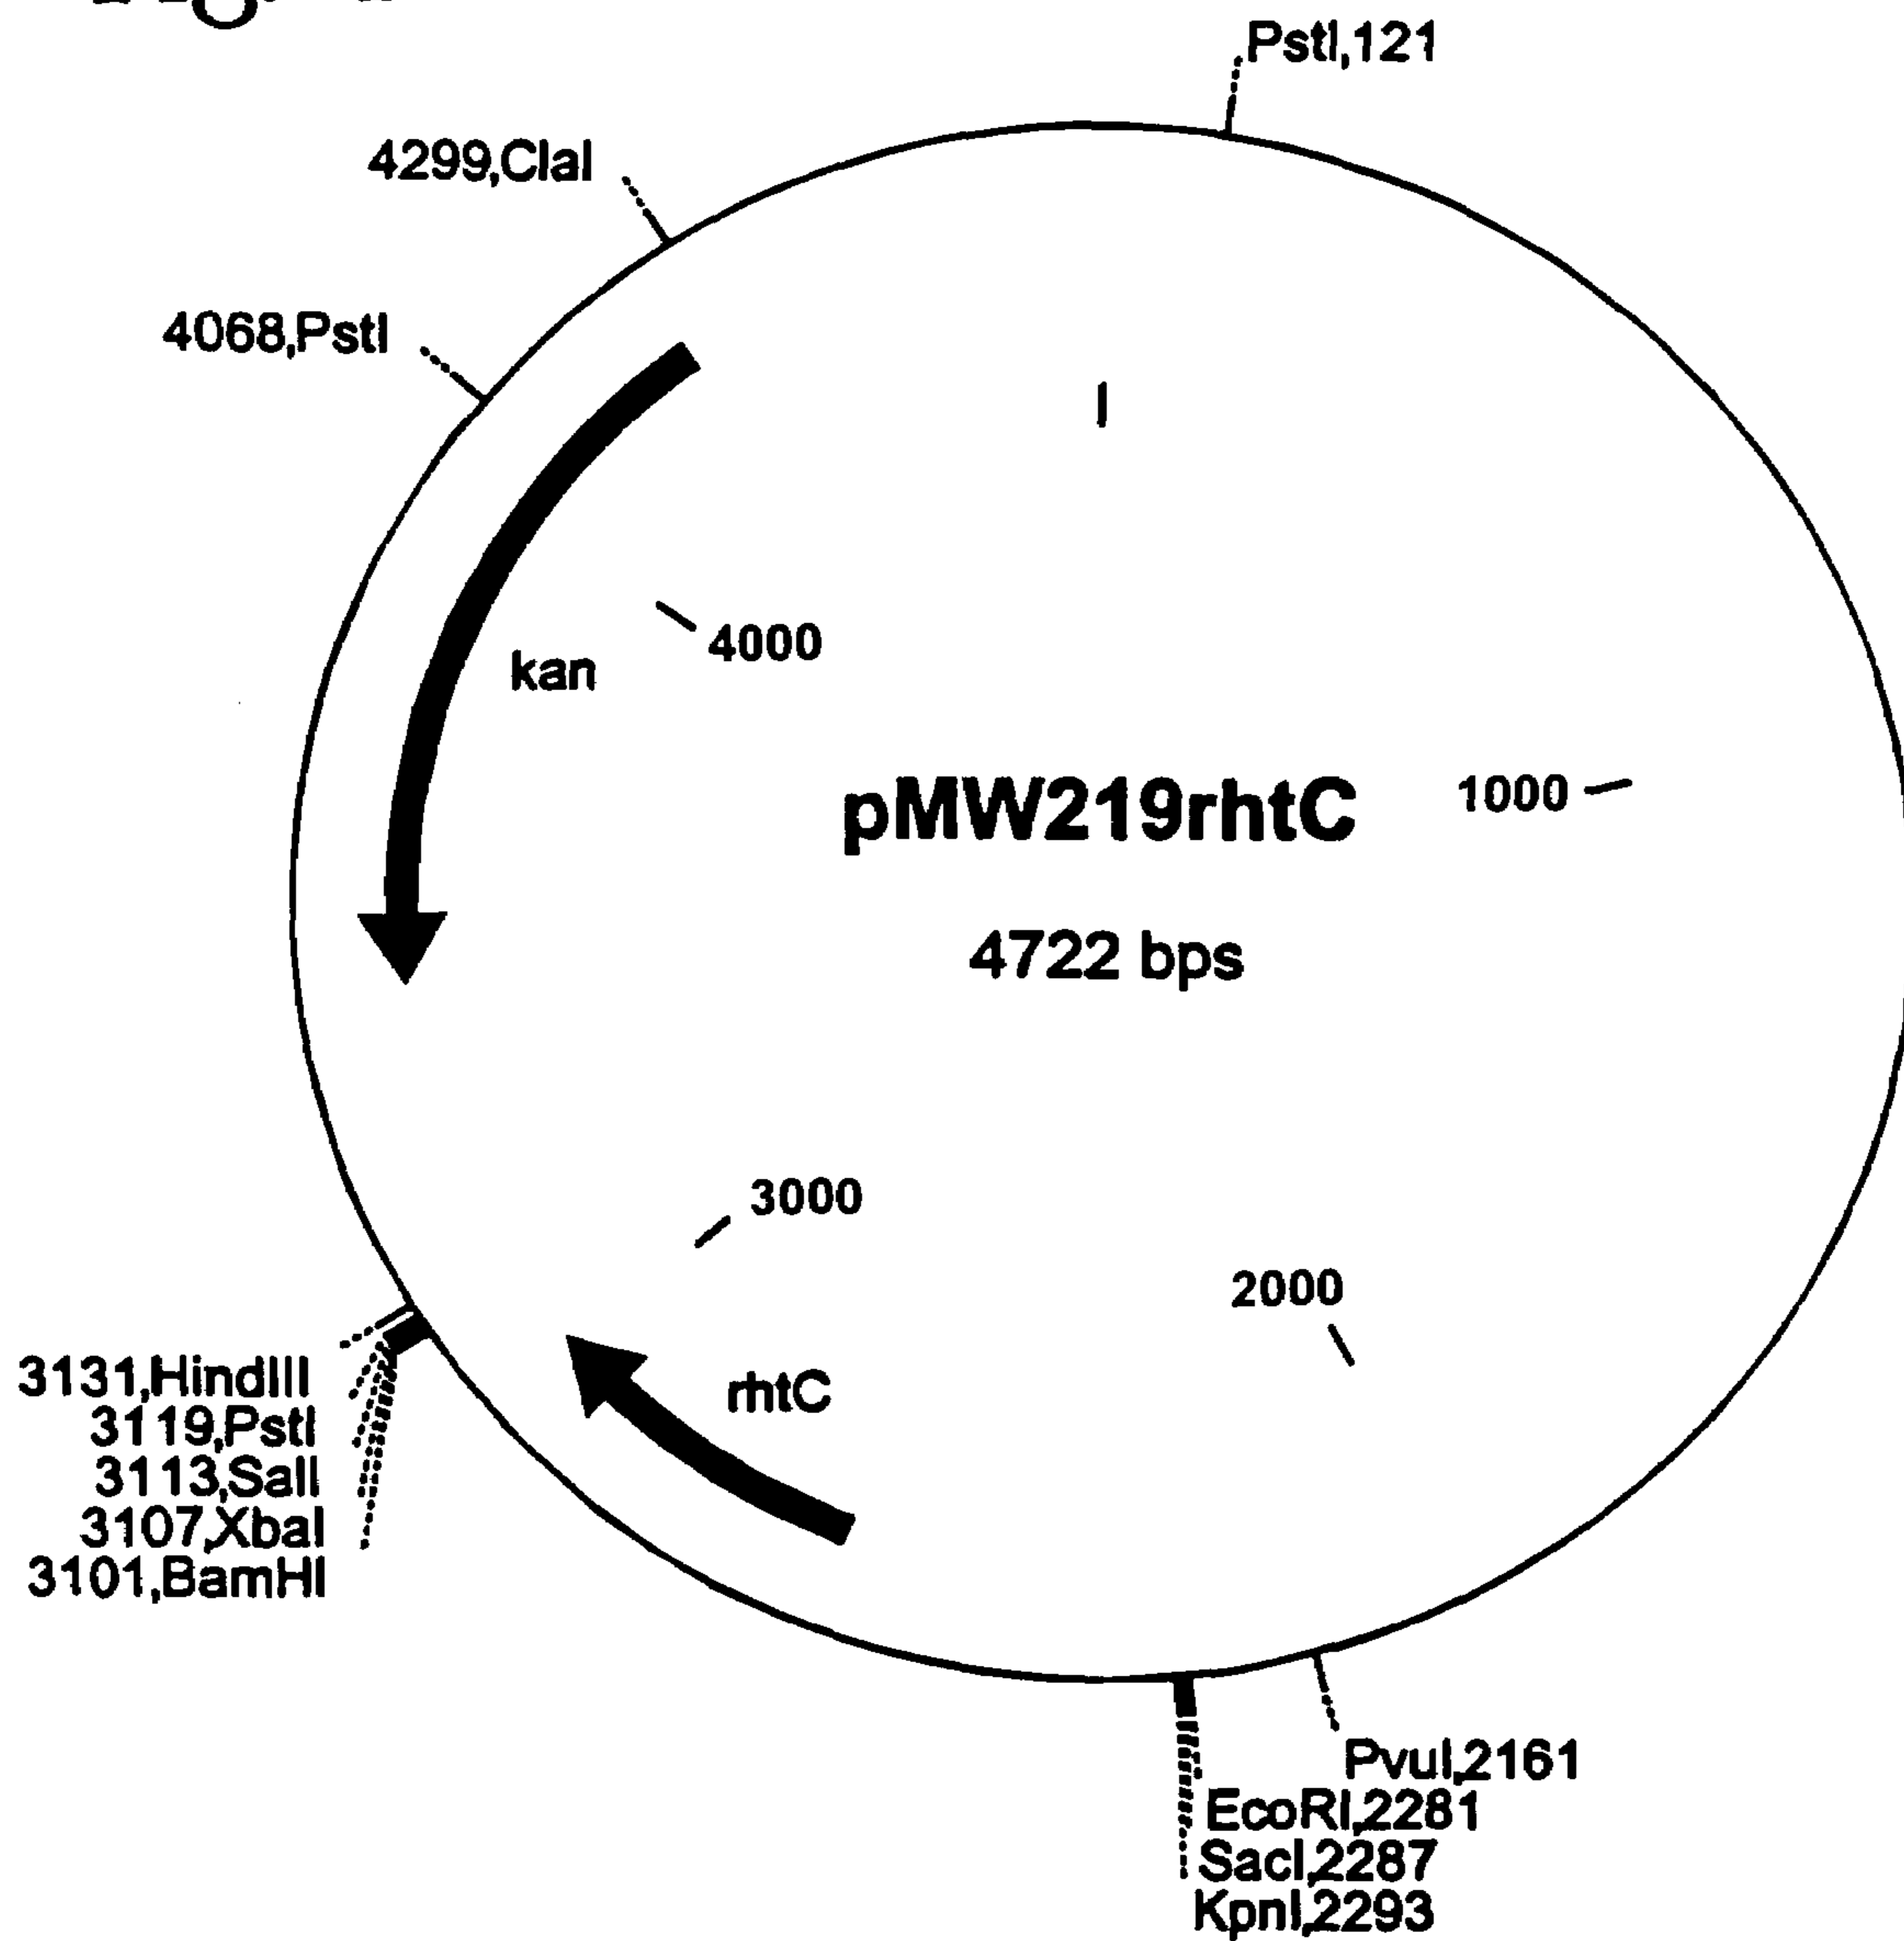 PstI,121
4299,ClaI
4068,PstI
4000
kan
pMW219rhtC
1000
4722 bps
3000
2000
3131,HindIII
3119,PstI
3113,SalI
3107,XbaI
3101,BamHI
rhtC
PvuI,2161
EcoRI,2281
SacI,2287
KpnI,2293